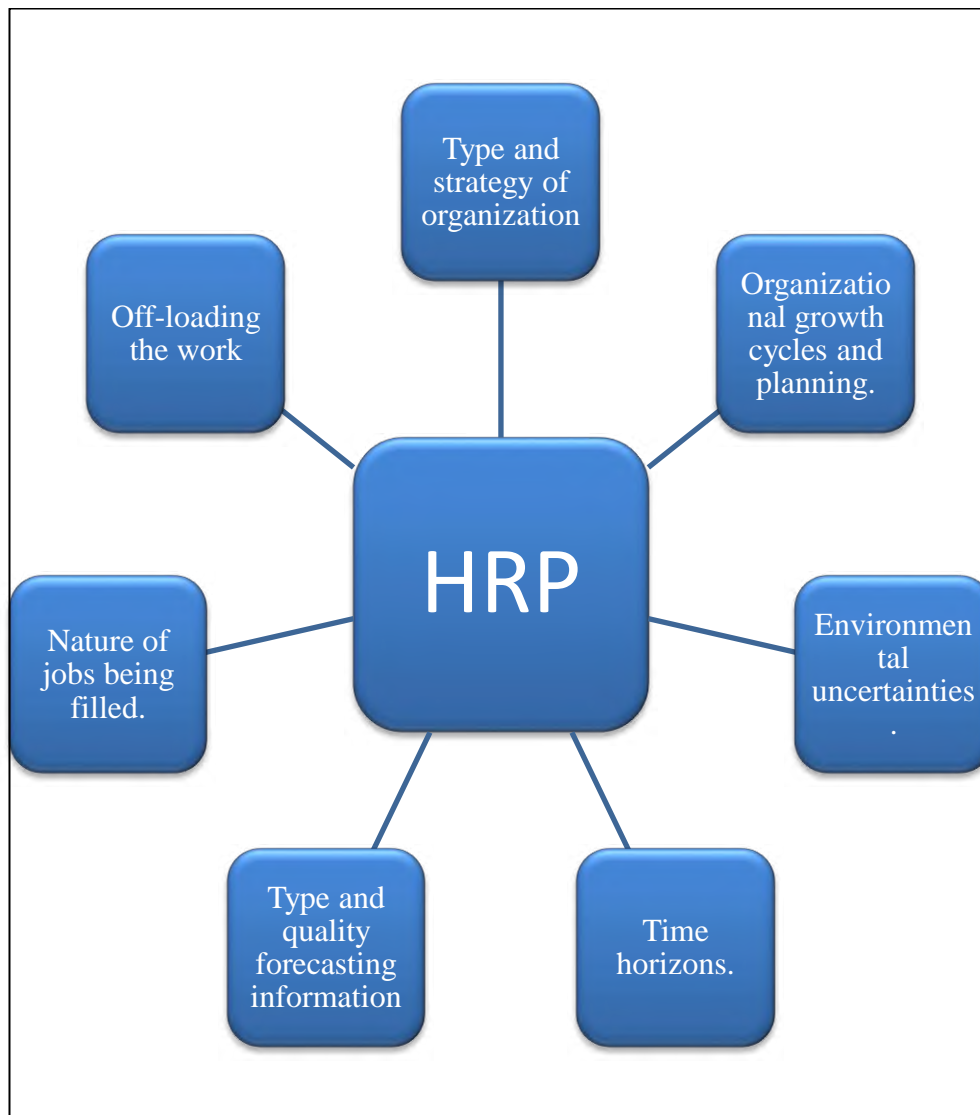 Type and
strategy of
organization
Organizatio
nal growth
cycles and
planning.
Environmen
tal
uncertainties
.
Time
horizons.
Type and
quality
forecasting
information
Nature of
jobs being
filled.
Off-loading
the work
HRP